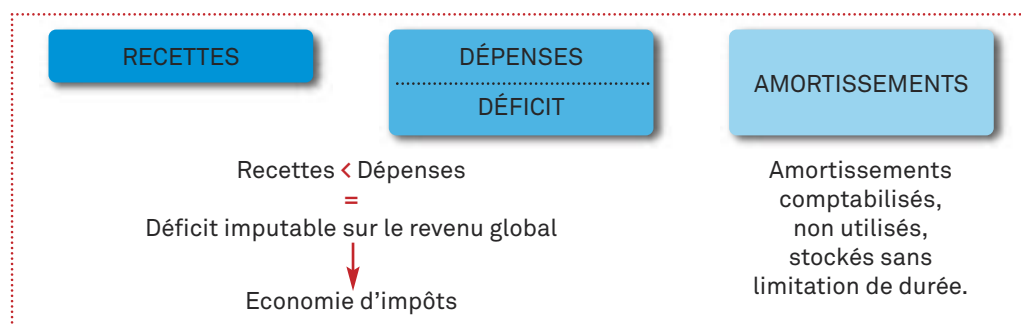 RECETTES
DÉPENSES
DÉFICIT
AMORTISSEMENTS
Recettes < Dépenses
=
Déficit imputable sur le revenu global
Economie d'impôts
Amortissements
comptabilisés,
non utilisés,
stockés sans
limitation de durée.